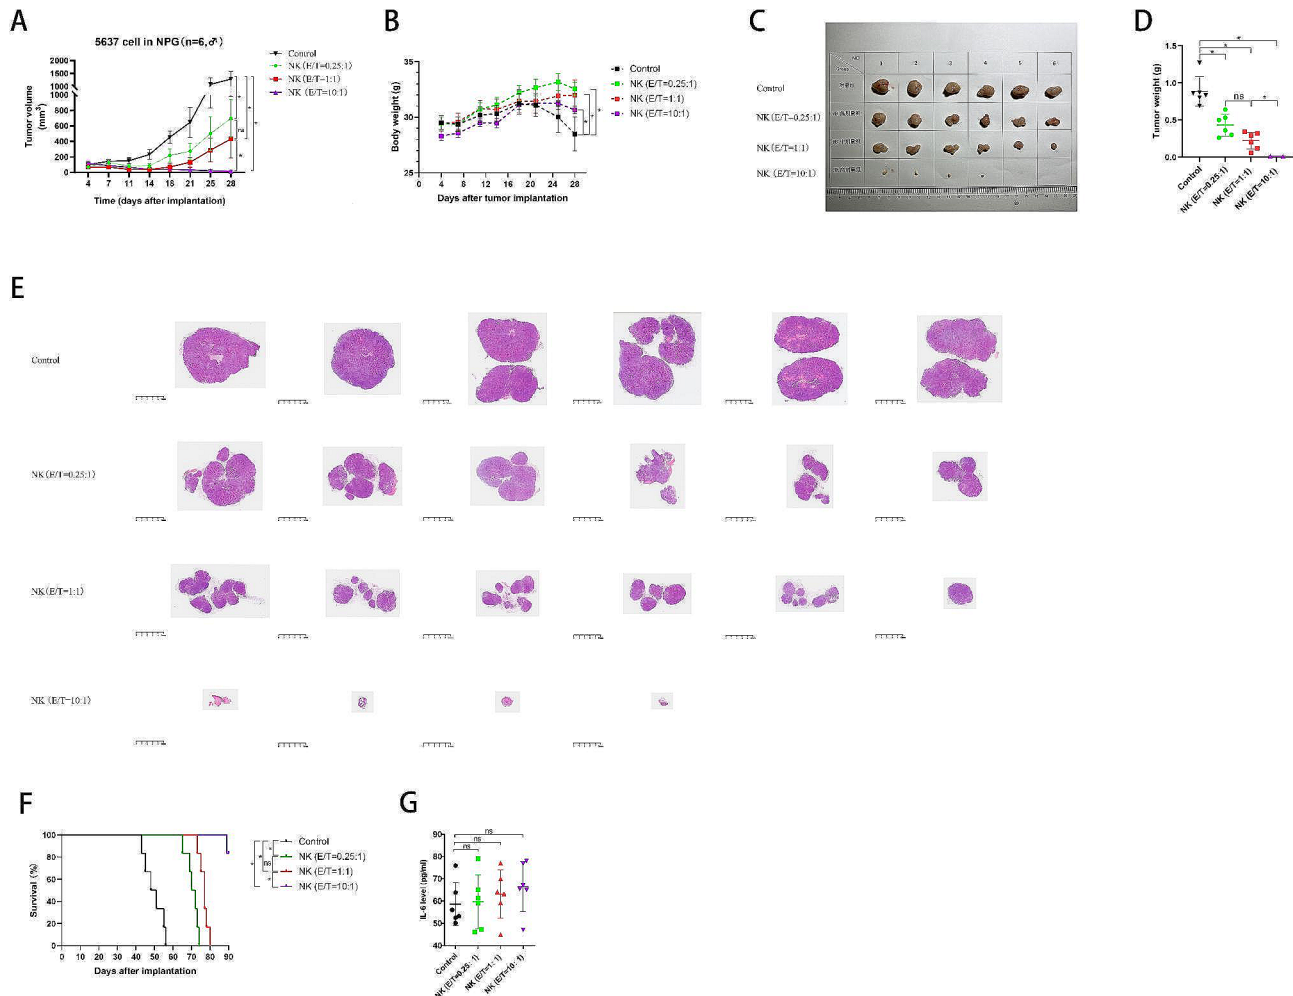 A
5637 cell in NPG(n=6,♂)
Control
NK(E/T=0.25:1)
NK(E/T=1:1)
NK(E/T=10:1)
Tumor volume
(mm³)
2000
1500
1000
1000
800
600
400
200
0
4 7 11 14 18 21 25 28
Time (days after implantation)
*
*
*
ns
*
B
Control
NK (E/T=0.25:1)
NK (E/T=1:1)
NK (E/T=10:1)
Body weight (g)
35
30
25
0 4 8 12 16 20 24 28
Days after tumor implantation
* * *
C
NO
Group
1 2 3 4 5 6
Control
NK (E/T=0.25:1)
NK (E/T=1:1)
NK (E/T=10:1)
D
Tumor weight (g)
1.5
1.0
0.5
0.0
*
*
*
ns
*
Control
NK (E/T=0.25:1)
NK (E/T=1:1)
NK (E/T=10:1)
E
Control
NK(E/T=0.25:1)
NK(E/T=1:1)
NK (E/T=10:1)
F
Survival (%)
100
80
60
40
20
0
0 10 20 30 40 50 60 70 80 90
Days after implantation
*
*
*
ns
*
Control
NK (E/T=0.25:1)
NK (E/T=1:1)
NK (E/T=10:1)
G
IL-6 level (pg/ml)
90
80
70
60
50
40
ns
ns
ns
Control
NK (E/T=0.25: 1)
NK (E/T=1: 1)
NK (E/T=10: 1)